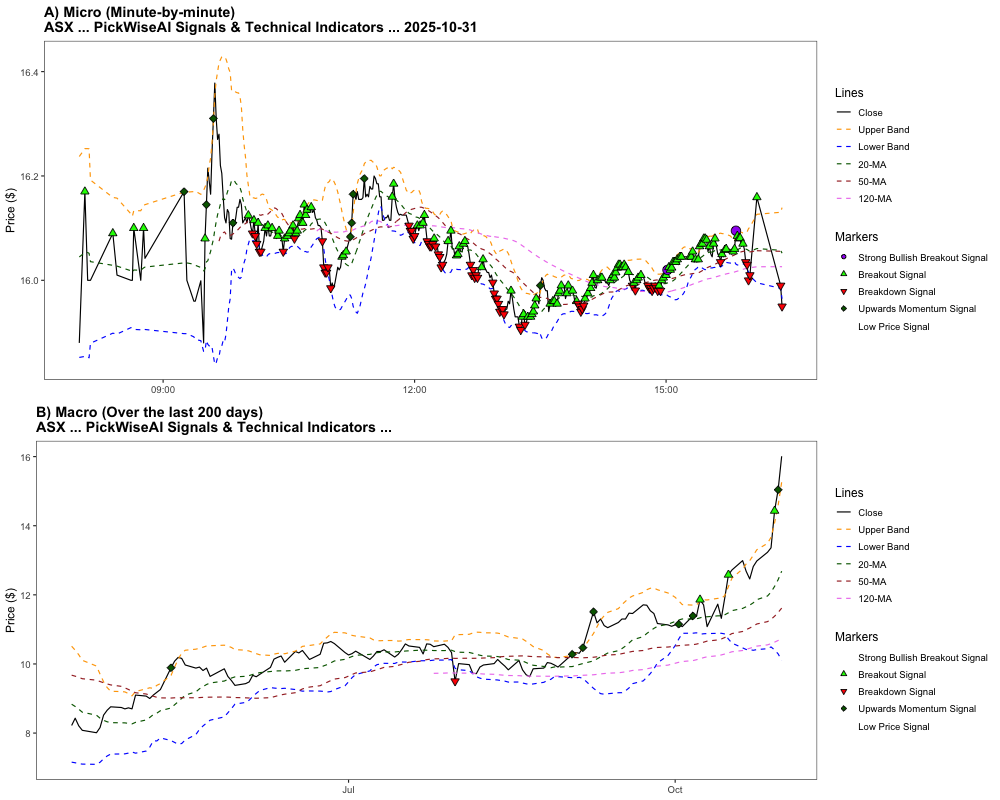 A) Micro (Minute-by-minute)
ASX ... PickWiseAI Signals & Technical Indicators ... 2025-10-31
Price ($)
16.4
16.2
16.0
09:00
12:00
15:00
Lines
Close
Upper Band
Lower Band
20-MA
50-MA
120-MA
Markers
Strong Bullish Breakout Signal
Breakout Signal
Breakdown Signal
Upwards Momentum Signal
Low Price Signal
B) Macro (Over the last 200 days)
ASX ... PickWiseAI Signals & Technical Indicators ...
Price ($)
16
14
12
10
8
Jul
Oct
Lines
Close
Upper Band
Lower Band
20-MA
50-MA
120-MA
Markers
Strong Bullish Breakout Signal
Breakout Signal
Breakdown Signal
Upwards Momentum Signal
Low Price Signal